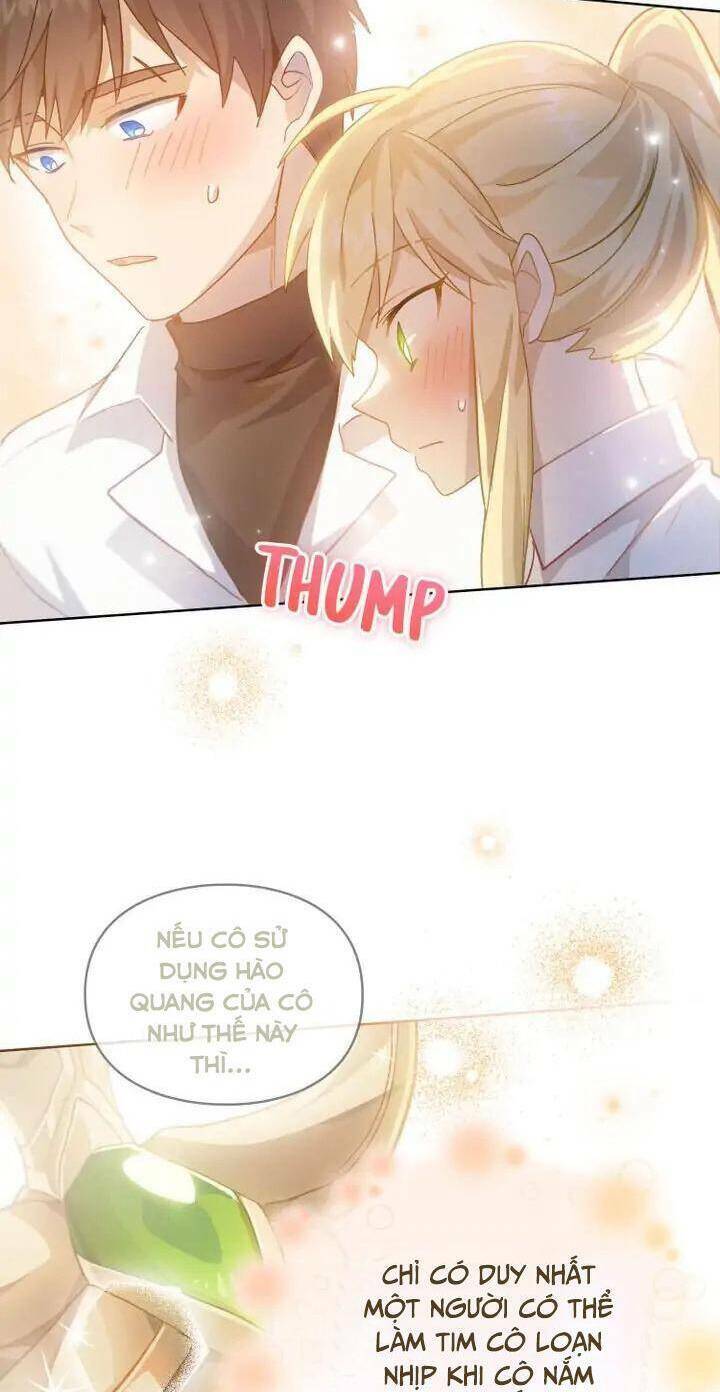 THUMP
NẾU CÔ SỬ
DỤNG HÀO
QUANG CỦA CÔ
NHƯ THẾ NÀY
THÌ...
CHỈ CÓ DUY NHẤT
MỘT NGƯỜI CÓ THỂ
LÀM TIM CÔ LOẠN
NHỊP KHI CÔ NẮM